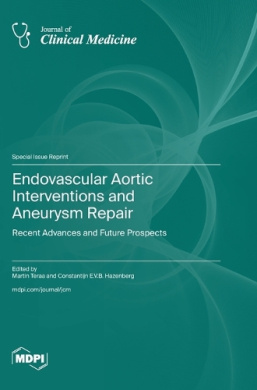 Journal of
Clinical Medicine
Special Issue Reprint
Endovascular Aortic
Interventions and
Aneurysm Repair
Recent Advances and Future Prospects
Edited by
Martin Teraa and Constantijn E.V.B. Hazenberg
mdpi.com/journal/jcm
MDPI